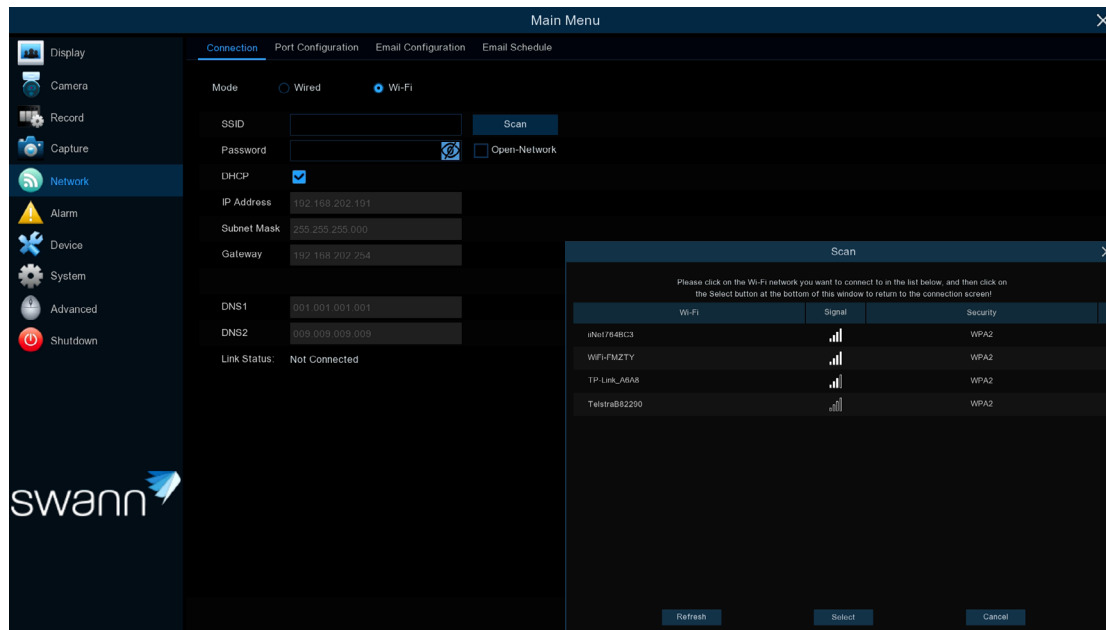 Main Menu
Display
Camera
Record
Capture
Network
Alarm
Device
System
Advanced
Shutdown
swann
Connection Port Configuration Email Configuration Email Schedule
Mode Wired Wi-Fi
SSID Scan
Password Open-Network
DHCP
IP Address 192.168.202.191
Subnet Mask 255.255.255.000
Gateway 192.168.202.254
DNS1 001.001.001.001
DNS2 009.009.009.009
Link Status: Not Connected
Scan
Please click on the Wi-Fi network you want to connect to in the list below, and then click on
the Select button at the bottom of this window to return to the connection screen!
Wi-Fi Signal Security
iiNet764BC3 WPA2
WiFi-FMZTY WPA2
TP-Link_A6A8 WPA2
TelstraB82290 WPA2
Refresh Select Cancel